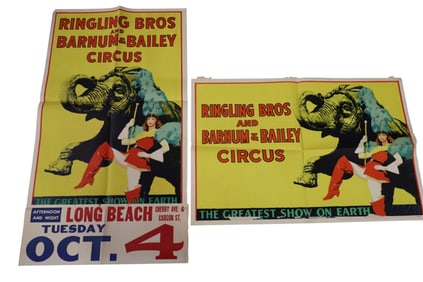 RINGLING BROS
AND
BARNUM & BAILEY
CIRCUS
THE GREATEST SHOW ON EARTH
AFTERNOON
AND NIGHT
LONG BEACH
CHERRY AVE. &
CARSON ST.
TUESDAY
OCT. 4
RINGLING BROS
AND
BARNUM & BAILEY
CIRCUS
THE GREATEST SHOW ON EARTH